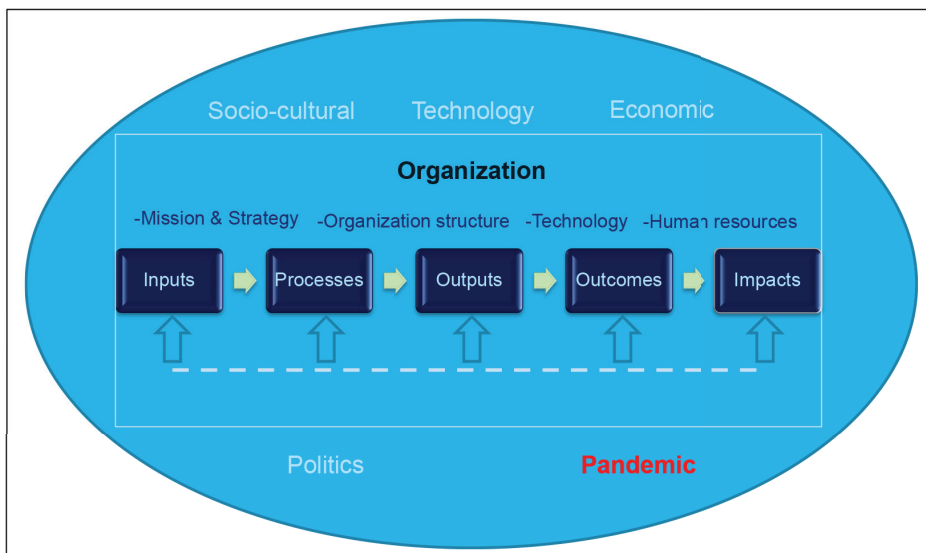 Socio-cultural Technology Economic
Organization
-Mission & Strategy -Organization structure -Technology -Human resources
Inputs Processes Outputs Outcomes Impacts
Politics Pandemic